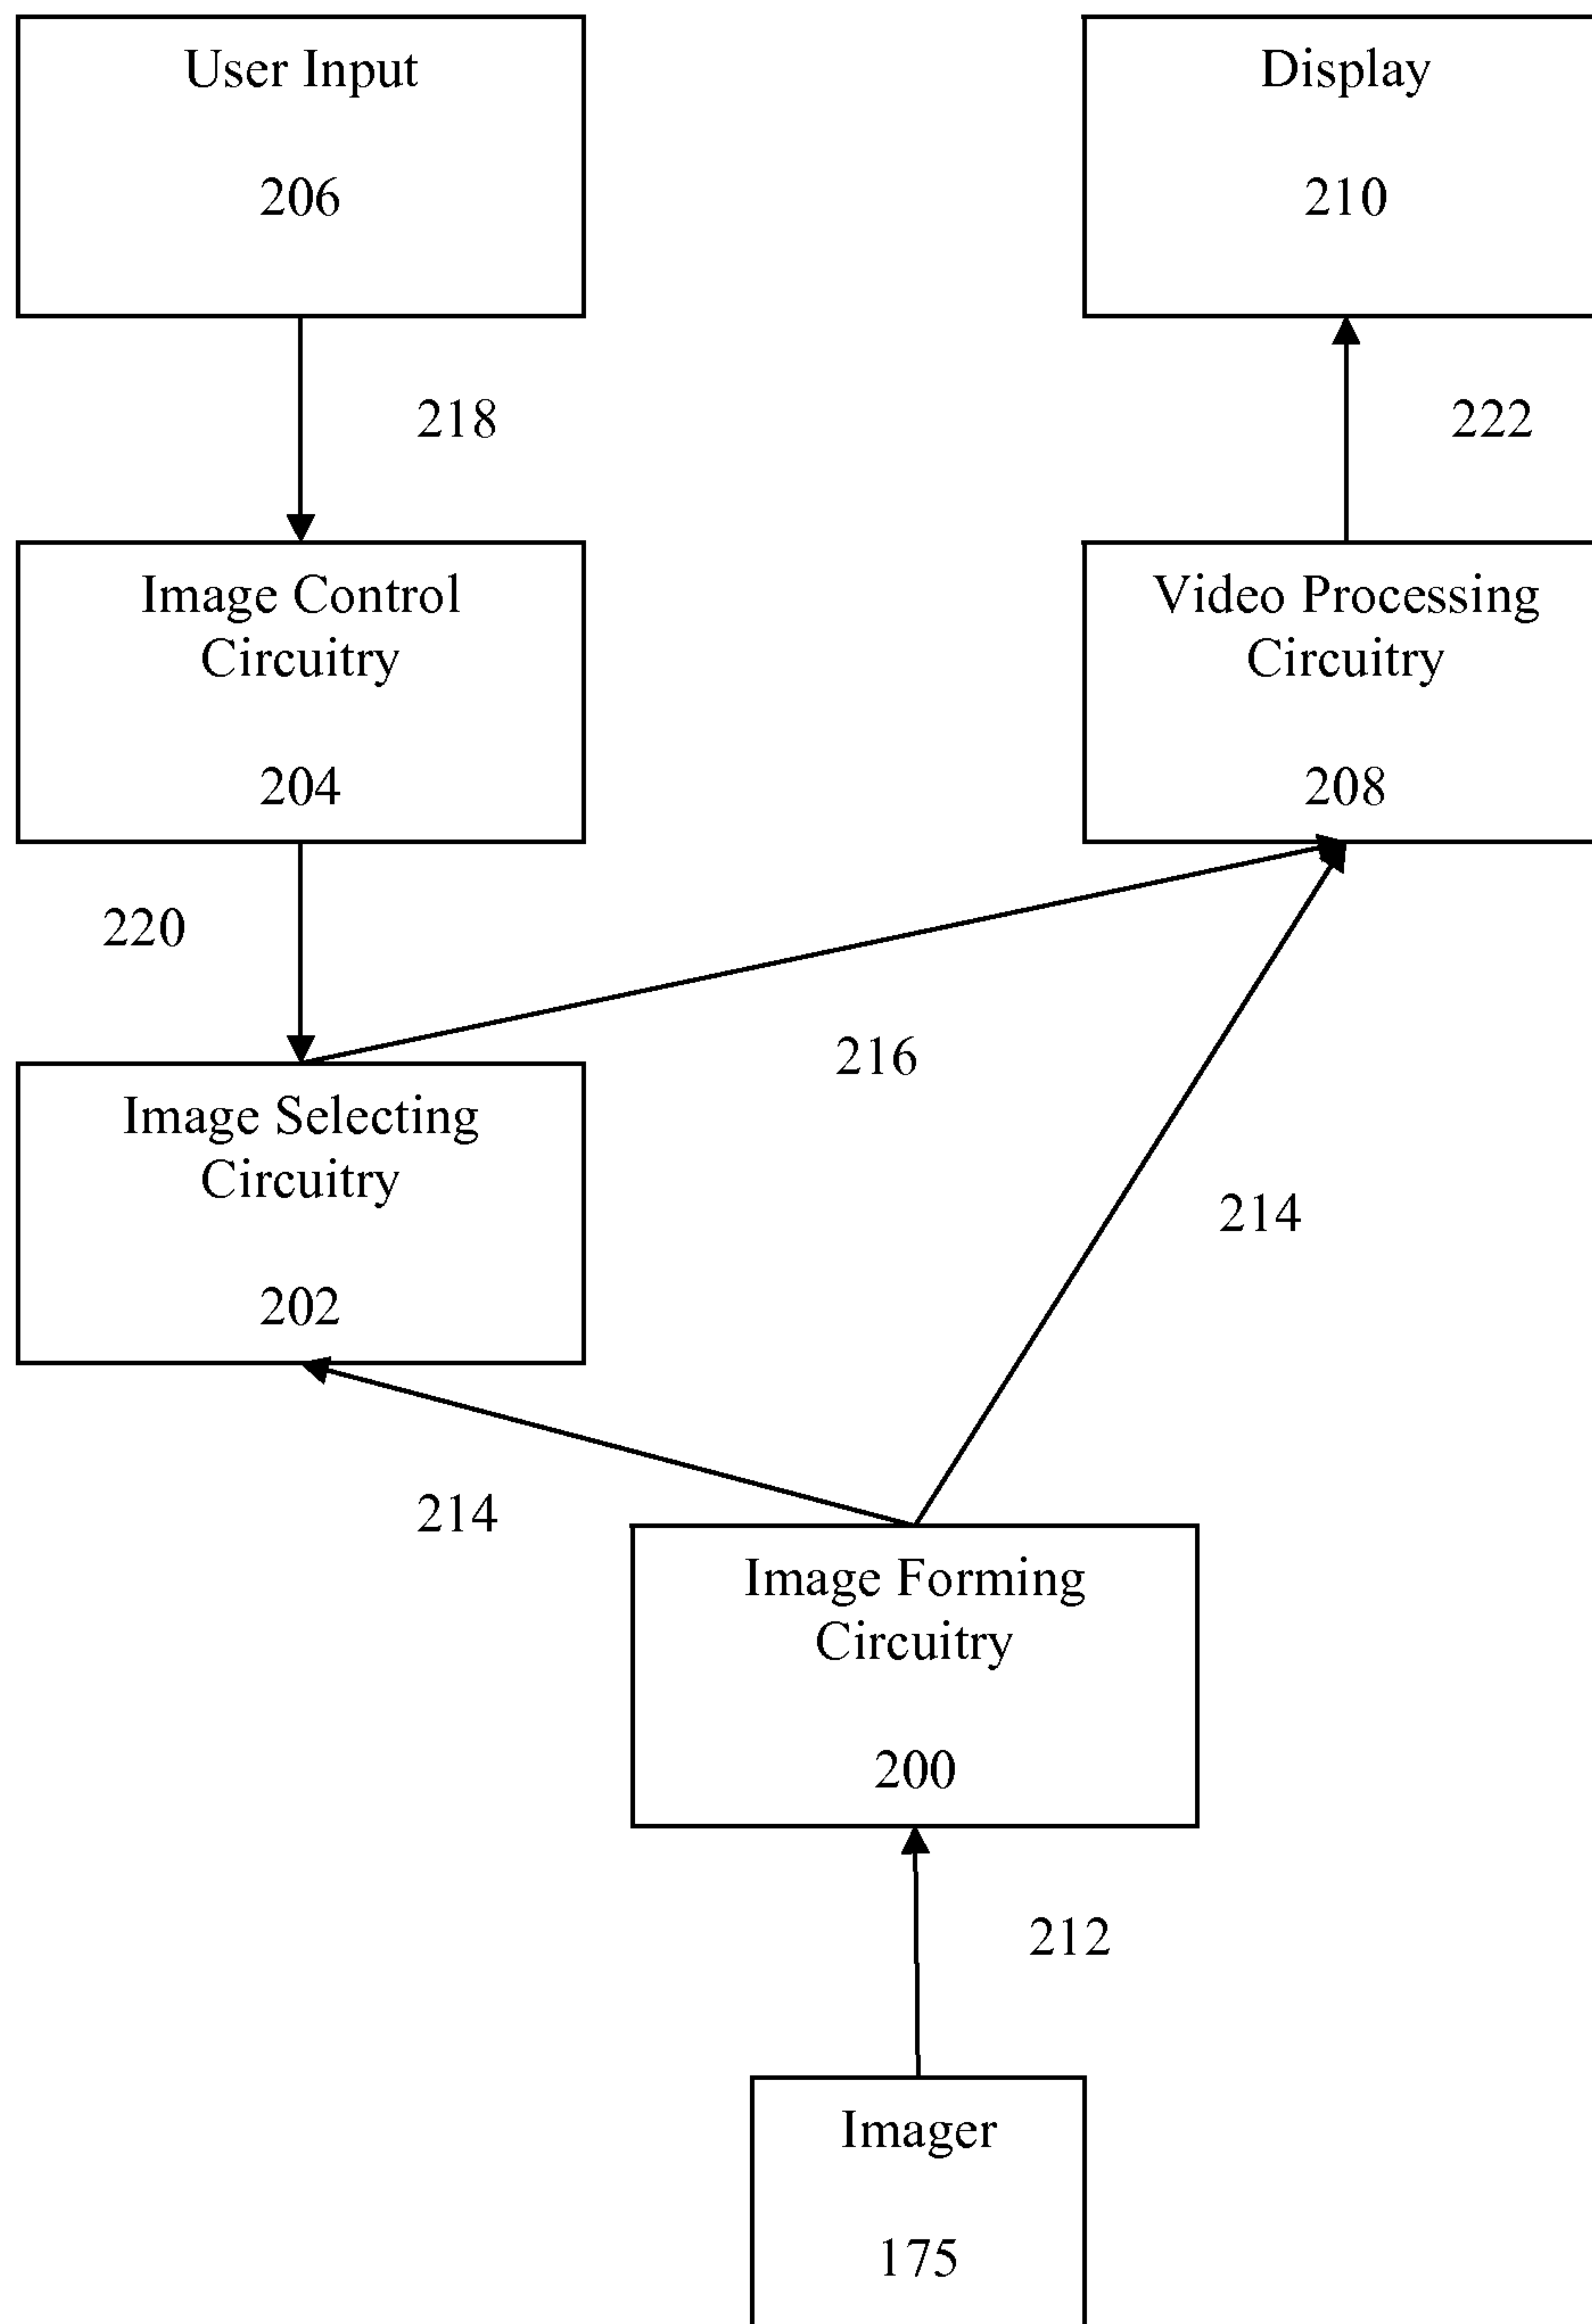 User Input
206
Display
210
218
222
Image Control
Circuitry
204
Video Processing
Circuitry
208
220
216
Image Selecting
Circuitry
202
214
214
Image Forming
Circuitry
200
212
Imager
175